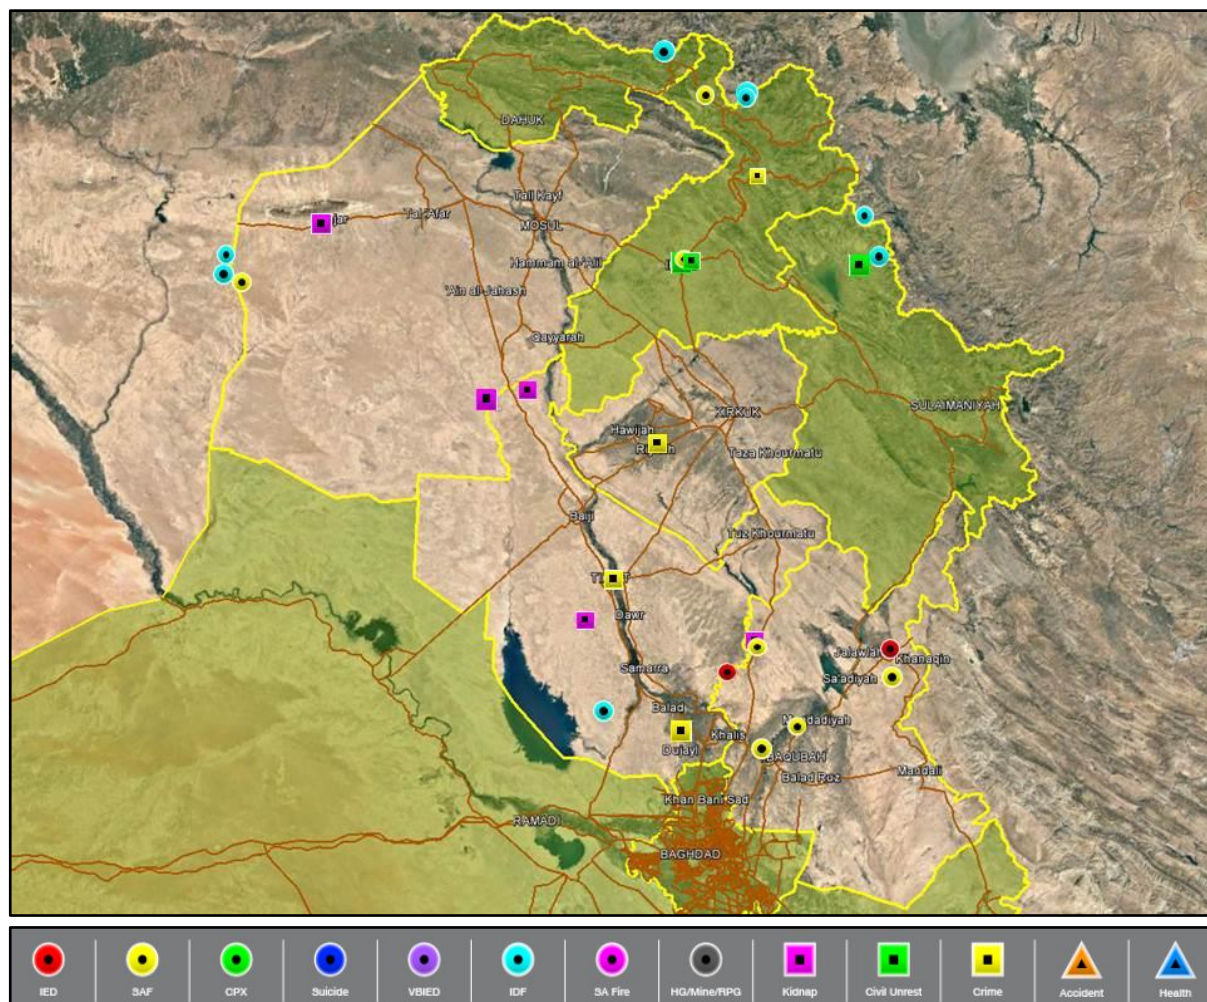 DAHUK
Tall Kayf
Tal 'Afar
MOSUL
Hammam al-'Alil
'Ain al-Jahash
Qayyarah
KIRKUK
SULAIMANIYAH
Hawijah
Taza Khourmatu
Baiji
Tuz Khourmatu
Dawr
Jalawla
Khanaqin
Samarra
Sa'adiyah
Balad
Khalis
Dujayl
BAQUBAH
Balad Roz
Mandali
Khan Bani Sad
RAMADI
BAGHDAD
IED SAF CPX Suicide VBIED IDF SA Fire HG/Mine/RPG Kidnap Civil Unrest Crime Accident Health